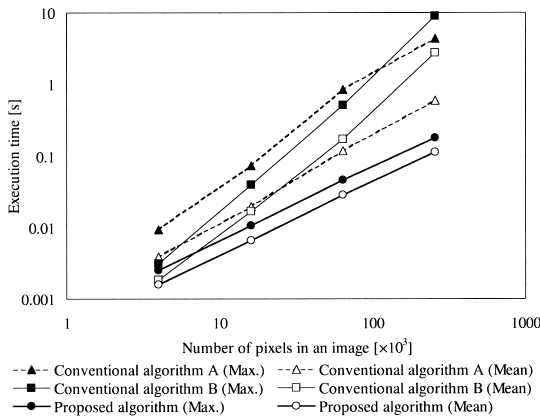 10
1
0.1
0.01
0.001
Execution time [s]
1 10 100 1000
Number of pixels in an image [×10³]
Conventional algorithm A (Max.) Conventional algorithm A (Mean)
Conventional algorithm B (Max.) Conventional algorithm B (Mean)
Proposed algorithm (Max.) Proposed algorithm (Mean)